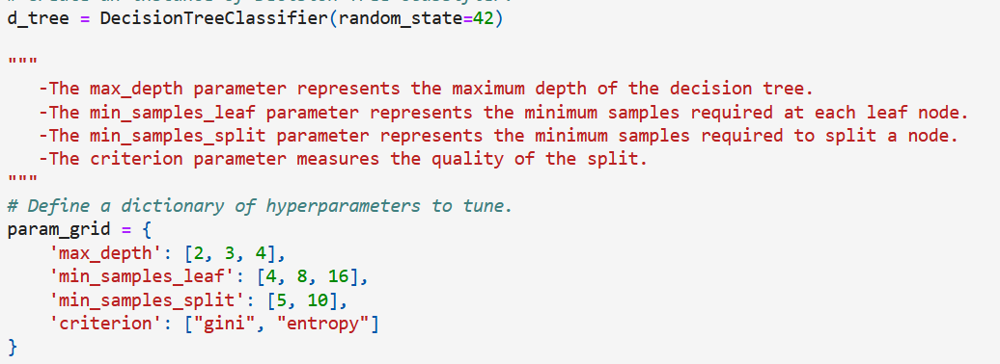 d_tree = DecisionTreeClassifier(random_state=42)
"""
-The max_depth parameter represents the maximum depth of the decision tree.
-The min_samples_leaf parameter represents the minimum samples required at each leaf node.
-The min_samples_split parameter represents the minimum samples required to split a node.
-The criterion parameter measures the quality of the split.
"""
# Define a dictionary of hyperparameters to tune.
param_grid = {
'max_depth': [2, 3, 4],
'min_samples_leaf': [4, 8, 16],
'min_samples_split': [5, 10],
'criterion': ["gini", "entropy"]
}